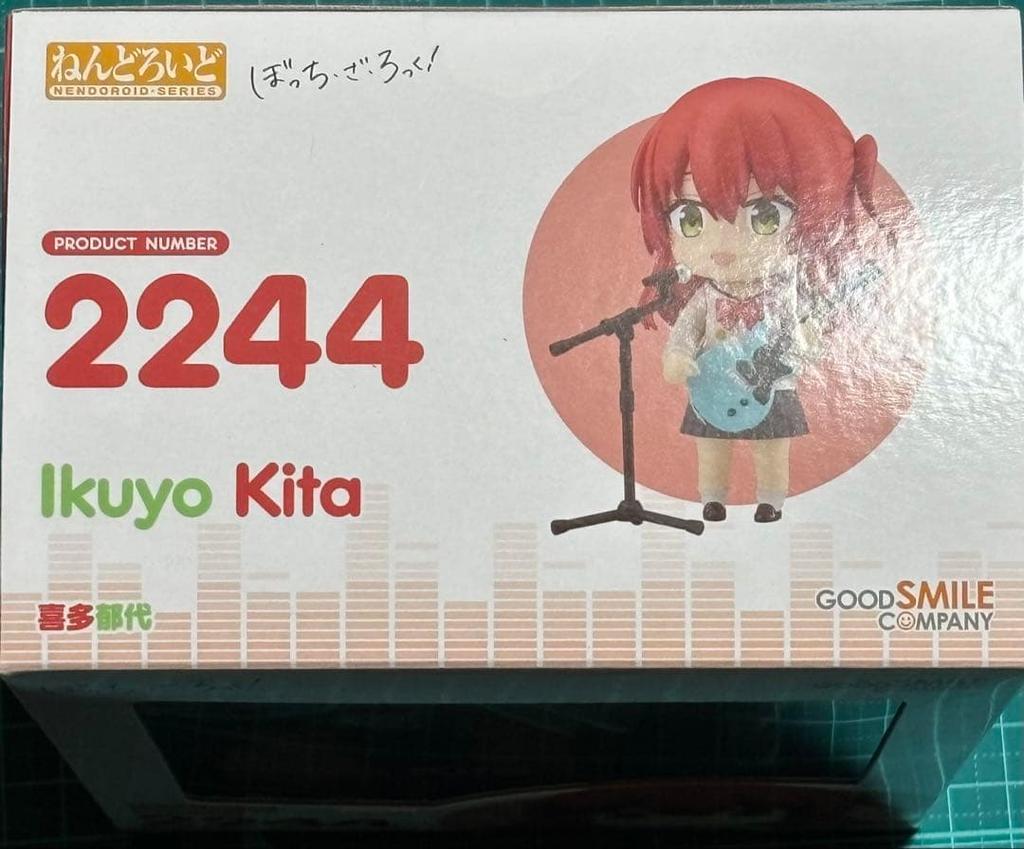 ねんどろいど
NENDOROID·SERIES
ぼっち・ざ・ろっく!
PRODUCT NUMBER
2244
Ikuyo Kita
喜多郁代
GOOD SMILE
COMPANY